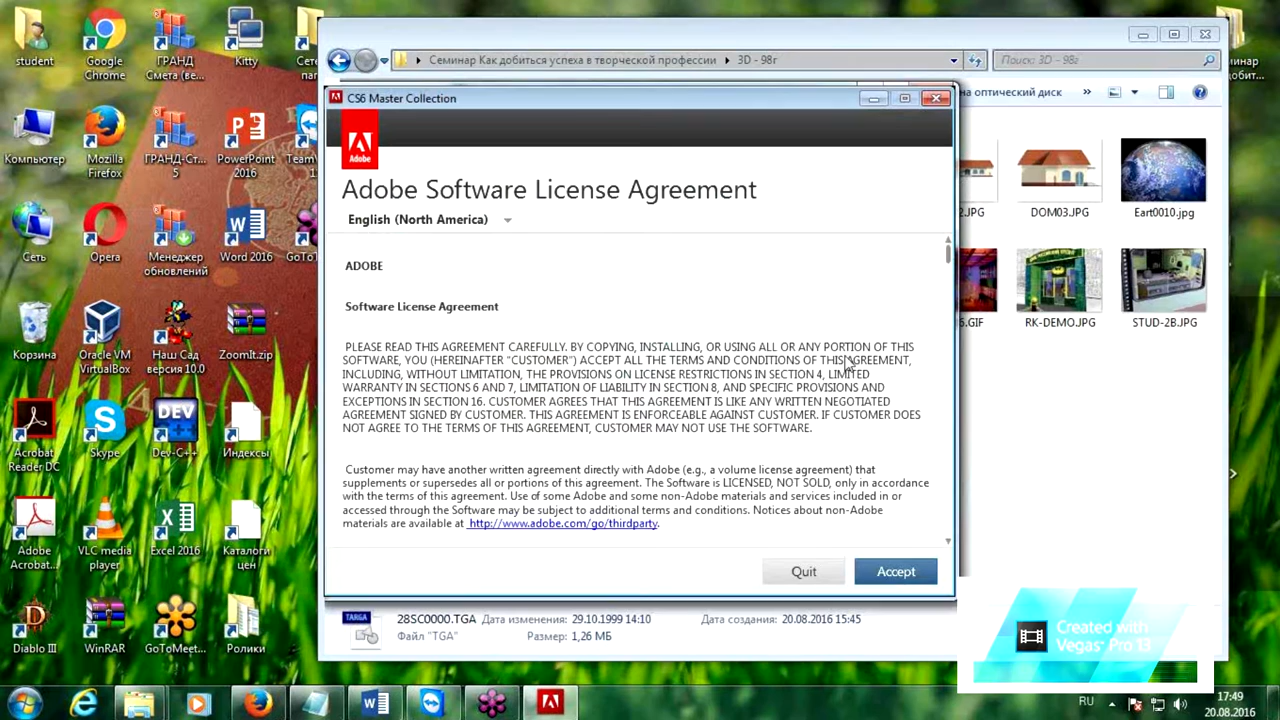 student
Google
Chrome
ГРАНД
Смета (ве...
Kitty
Семинар Как добиться успеха в творческой профессии
3D - 98г
Поиск: 3D - 98г
на оптический диск
»
CS6 Master Collection
Adobe
Adobe Software License Agreement
English (North America)
ADOBE
Software License Agreement
PLEASE READ THIS AGREEMENT CAREFULLY. BY COPYING, INSTALLING, OR USING ALL OR ANY PORTION OF THIS
SOFTWARE, YOU (HEREINAFTER "CUSTOMER") ACCEPT ALL THE TERMS AND CONDITIONS OF THIS AGREEMENT,
INCLUDING, WITHOUT LIMITATION, THE PROVISIONS ON LICENSE RESTRICTIONS IN SECTION 4, LIMITED
WARRANTY IN SECTIONS 6 AND 7, LIMITATION OF LIABILITY IN SECTION 8, AND SPECIFIC PROVISIONS AND
EXCEPTIONS IN SECTION 16. CUSTOMER AGREES THAT THIS AGREEMENT IS LIKE ANY WRITTEN NEGOTIATED
AGREEMENT SIGNED BY CUSTOMER. THIS AGREEMENT IS ENFORCEABLE AGAINST CUSTOMER. IF CUSTOMER DOES
NOT AGREE TO THE TERMS OF THIS AGREEMENT, CUSTOMER MAY NOT USE THE SOFTWARE.
Customer may have another written agreement directly with Adobe (e.g., a volume license agreement) that
supplements or supersedes all or portions of this agreement. The Software is LICENSED, NOT SOLD, only in accordance
with the terms of this agreement. Use of some Adobe and some non-Adobe materials and services included in or
accessed through the Software may be subject to additional terms and conditions. Notices about non-Adobe
materials are available at http://www.adobe.com/go/thirdparty.
Quit
Accept
DOM03.JPG
Eart0010.jpg
RK-DEMO.JPG
STUD-2B.JPG
Компьютер
Mozilla
Firefox
ГРАНД-Ст...
5
PowerPoint
2016
Сеть
Opera
Менеджер
обновлений
Word 2016
Корзина
Oracle VM
VirtualBox
Наш Сад
версия 10.0
ZoomIt.zip
Acrobat
Reader DC
Skype
DEV
Dev-C++
Индексы
Adobe
Acrobat...
VLC media
player
Excel 2016
Каталоги
цен
Diablo III
WinRAR
GoToMeet...
Ролики
TARGA
28SC0000.TGA
Дата изменения: 29.10.1999 14:10
Дата создания: 20.08.2016 15:45
Файл "TGA"
Размер: 1,26 МБ
Created with
Vegas Pro 13
RU
17:49
20.08.2016